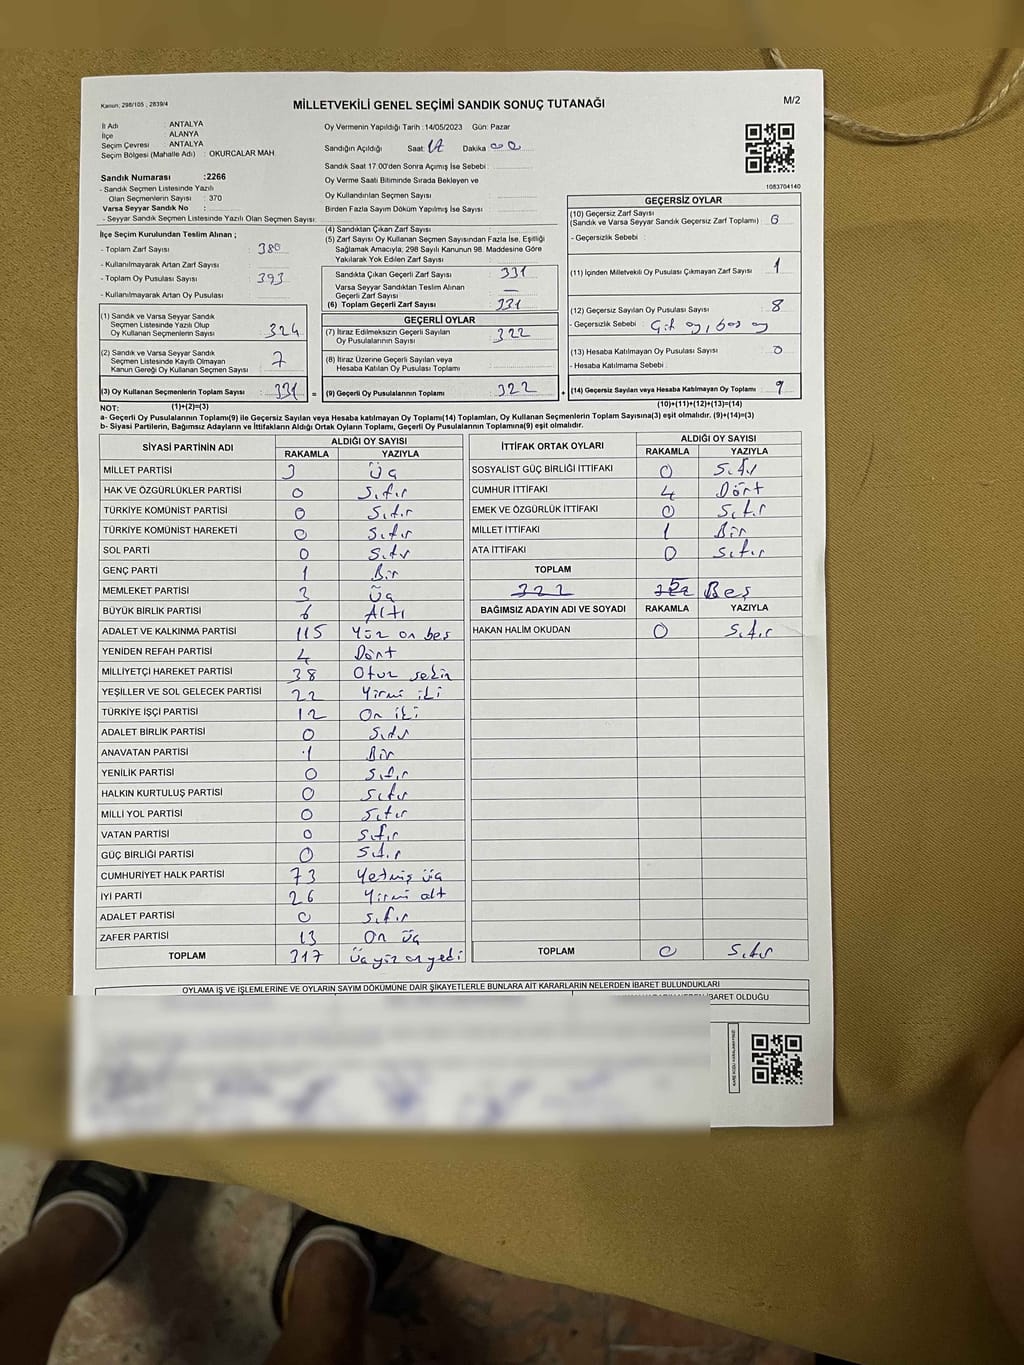 Kanun; 298/105 , 2839/4
MİLLETVEKİLİ GENEL SEÇİMİ SANDIK SONUÇ TUTANAĞI
M/2
İl Adı : ANTALYA
İlçe : ALANYA
Seçim Çevresi : ANTALYA
Seçim Bölgesi (Mahalle Adı) : OKURCALAR MAH.
Sandık Numarası :2266
- Sandık Seçmen Listesinde Yazılı
Olan Seçmenlerin Sayısı : 370
Varsa Seyyar Sandık No :
- Seyyar Sandık Seçmen Listesinde Yazılı Olan Seçmen Sayısı:
Oy Vermenin Yapıldığı Tarih :14/05/2023 Gün: Pazar
Sandığın Açıldığı Saat 17 Dakika 00
Sandık Saat 17:00'den Sonra Açılmış İse Sebebi :
Oy Verme Saati Bitiminde Sırada Bekleyen ve
Oy Kullandırılan Seçmen Sayısı
Birden Fazla Sayım Döküm Yapılmış İse Sayısı
1083704140
İlçe Seçim Kurulundan Teslim Alınan ;
- Toplam Zarf Sayısı : 380
- Kullanılmayarak Artan Zarf Sayısı :
- Toplam Oy Pusulası Sayısı : 393
- Kullanılmayarak Artan Oy Pusulası :
(1) Sandık ve Varsa Seyyar Sandık
Seçmen Listesinde Yazılı Olup
Oy Kullanan Seçmenlerin Sayısı : 324
(2) Sandık ve Varsa Seyyar Sandık
Seçmen Listesinde Kayıtlı Olmayan
Kanun Gereği Oy Kullanan Seçmen Sayısı : 7
(3) Oy Kullanan Seçmenlerin Toplam Sayısı : 331 =
(4) Sandıktan Çıkan Zarf Sayısı :
(5) Zarf Sayısı Oy Kullanan Seçmen Sayısından Fazla İse, Eşitliği
Sağlamak Amacıyla; 298 Sayılı Kanunun 98. Maddesine Göre
Yakılarak Yok Edilen Zarf Sayısı :
Sandıkta Çıkan Geçerli Zarf Sayısı : 331
Varsa Seyyar Sandıktan Teslim Alınan
Geçerli Zarf Sayısı : —
(6) Toplam Geçerli Zarf Sayısı : 331
GEÇERLİ OYLAR
(7) İtiraz Edilmeksizin Geçerli Sayılan
Oy Pusulalarının Sayısı : 322
(8) İtiraz Üzerine Geçerli Sayılan veya
Hesaba Katılan Oy Pusulası Toplamı :
(9) Geçerli Oy Pusulalarının Toplamı : 322 +
GEÇERSİZ OYLAR
(10) Geçersiz Zarf Sayısı
(Sandık ve Varsa Seyyar Sandık Geçersiz Zarf Toplamı) :
- Geçersizlik Sebebi :
(11) İçinden Milletvekili Oy Pusulası Çıkmayan Zarf Sayısı : 1
(12) Geçersiz Sayılan Oy Pusulası Sayısı : 8
- Geçersizlik Sebebi : oy, boş oy
(13) Hesaba Katılmayan Oy Pusulası Sayısı : 0
- Hesaba Katılmama Sebebi :
(14) Geçersiz Sayılan veya Hesaba Katılmayan Oy Toplamı : 9
NOT: (1)+(2)=(3) (10)+(11)+(12)+(13)=(14)
a- Geçerli Oy Pusulalarının Toplamı(9) ile Geçersiz Sayılan veya Hesaba katılmayan Oy Toplamı(14) Toplamları, Oy Kullanan Seçmenlerin Toplam Sayısına(3) eşit olmalıdır. (9)+(14)=(3)
b- Siyasi Partilerin, Bağımsız Adayların ve İttifakların Aldığı Ortak Oyların Toplamı, Geçerli Oy Pusulalarının Toplamına(9) eşit olmalıdır.
SİYASİ PARTİNİN ADI ALDIĞI OY SAYISI
RAKAMLA YAZIYLA
MİLLET PARTİSİ 3 Üç
HAK VE ÖZGÜRLÜKLER PARTİSİ 0 Sıfır
TÜRKİYE KOMÜNİST PARTİSİ 0 Sıfır
TÜRKİYE KOMÜNİST HAREKETİ 0 Sıfır
SOL PARTİ 0 Sıfır
GENÇ PARTİ 1 Bir
MEMLEKET PARTİSİ 3 Üç
BÜYÜK BİRLİK PARTİSİ 6 Altı
ADALET VE KALKINMA PARTİSİ 115 Yüz on beş
YENİDEN REFAH PARTİSİ 4 Dört
MİLLİYETÇİ HAREKET PARTİSİ 38 Otuz sekiz
YEŞİLLER VE SOL GELECEK PARTİSİ 22 Yirmi iki
TÜRKİYE İŞÇİ PARTİSİ 12 On iki
ADALET BİRLİK PARTİSİ 0 Sıfır
ANAVATAN PARTİSİ 1 Bir
YENİLİK PARTİSİ 0 Sıfır
HALKIN KURTULUŞ PARTİSİ 0 Sıfır
MİLLİ YOL PARTİSİ 0 Sıfır
VATAN PARTİSİ 0 Sıfır
GÜÇ BİRLİĞİ PARTİSİ 0 Sıfır
CUMHURİYET HALK PARTİSİ 73 Yetmiş üç
İYİ PARTİ 26 Yirmi altı
ADALET PARTİSİ 0 Sıfır
ZAFER PARTİSİ 13 On üç
TOPLAM 317 Üçyüz on yedi
İTTİFAK ORTAK OYLARI ALDIĞI OY SAYISI
RAKAMLA YAZIYLA
SOSYALİST GÜÇ BİRLİĞİ İTTİFAKI 0 Sıfır
CUMHUR İTTİFAKI 4 Dört
EMEK VE ÖZGÜRLÜK İTTİFAKI 0 Sıfır
MİLLET İTTİFAKI 1 Bir
ATA İTTİFAKI 0 Sıfır
TOPLAM
322 5 Beş
BAĞIMSIZ ADAYIN ADI VE SOYADI RAKAMLA YAZIYLA
HAKAN HALİM OKUDAN 0 Sıfır
TOPLAM 0 Sıfır
OYLAMA İŞ VE İŞLEMLERİNE VE OYLARIN SAYIM DÖKÜMÜNE DAİR ŞİKAYETLERLE BUNLARA AİT KARARLARIN NELERDEN İBARET BULUNDUKLARI
İBARET OLDUĞU